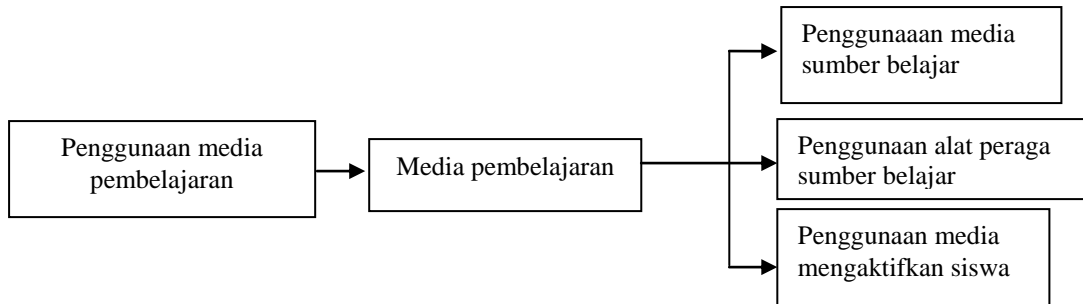 Penggunaan media
pembelajaran
Media pembelajaran
Penggunaaan media
sumber belajar
Penggunaan alat peraga
sumber belajar
Penggunaan media
mengaktifkan siswa